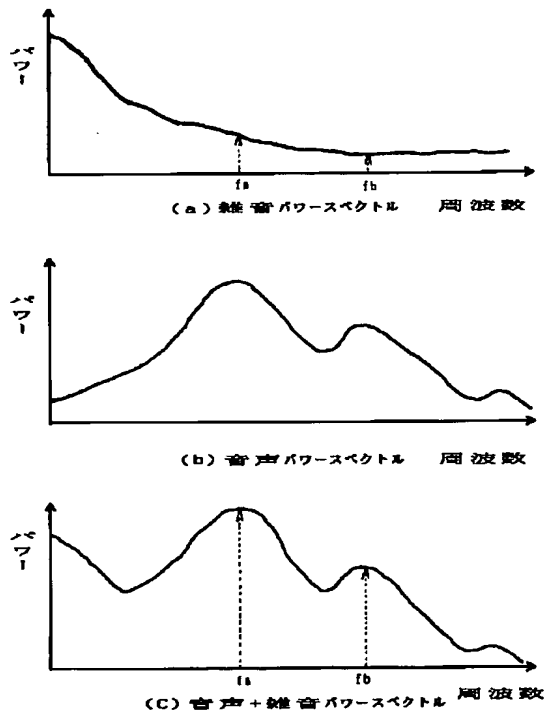 パワー
fa fb
(a)雑音パワースペクトル 周波数
パワー
(b)音声パワースペクトル 周波数
パワー
fa fb
(C)音声+雑音パワースペクトル 周波数